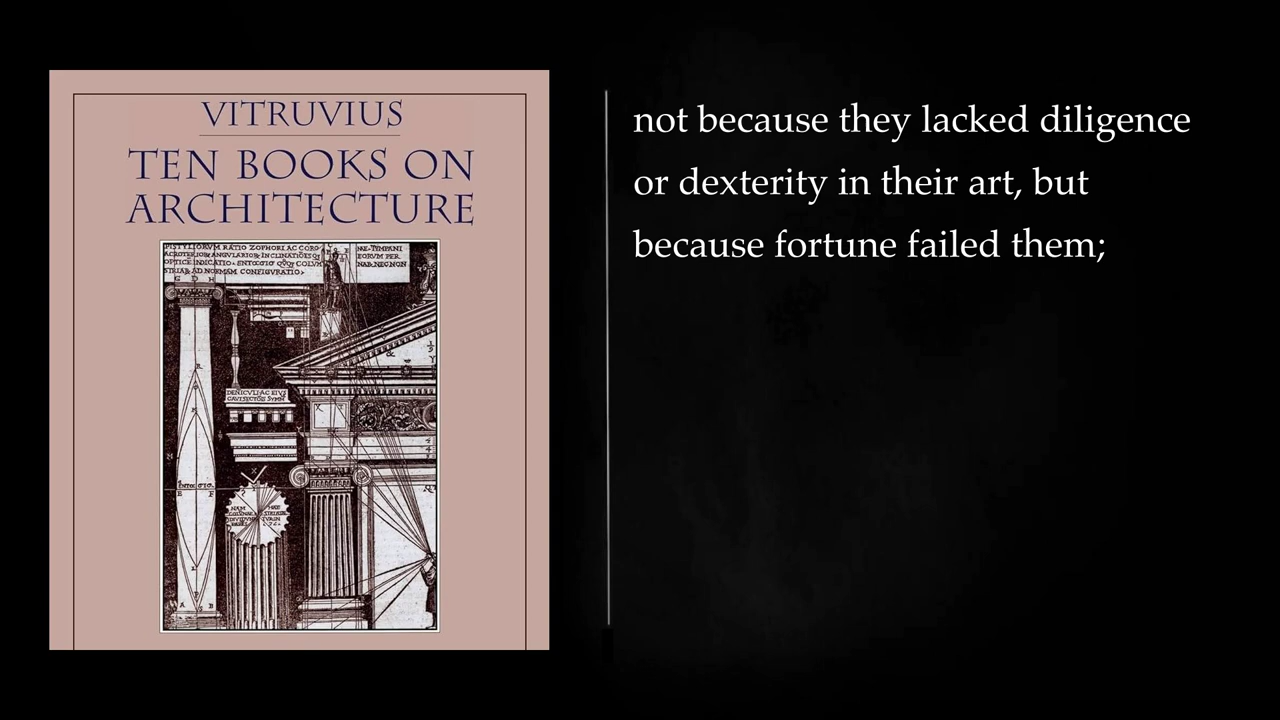 VITRUVIUS
TEN BOOKS ON
ARCHITECTURE
not because they lacked diligence
or dexterity in their art, but
because fortune failed them;